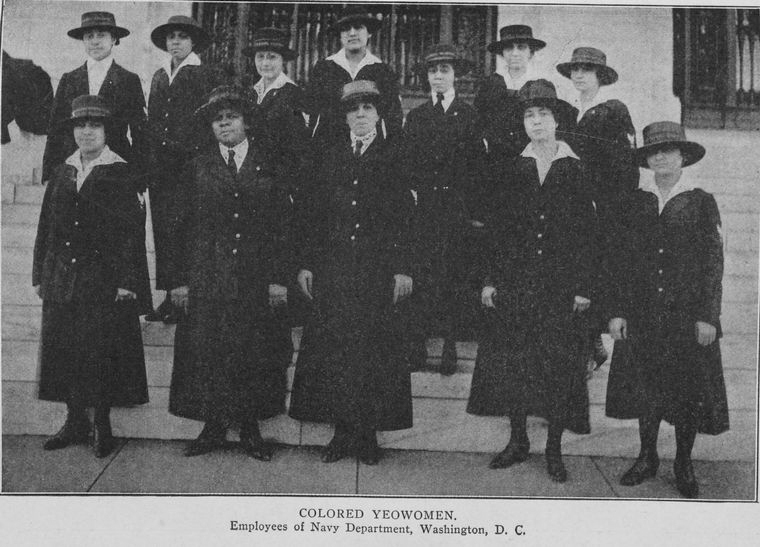 COLORED YEOWOMEN.
Employees of Navy Department, Washington, D. C.